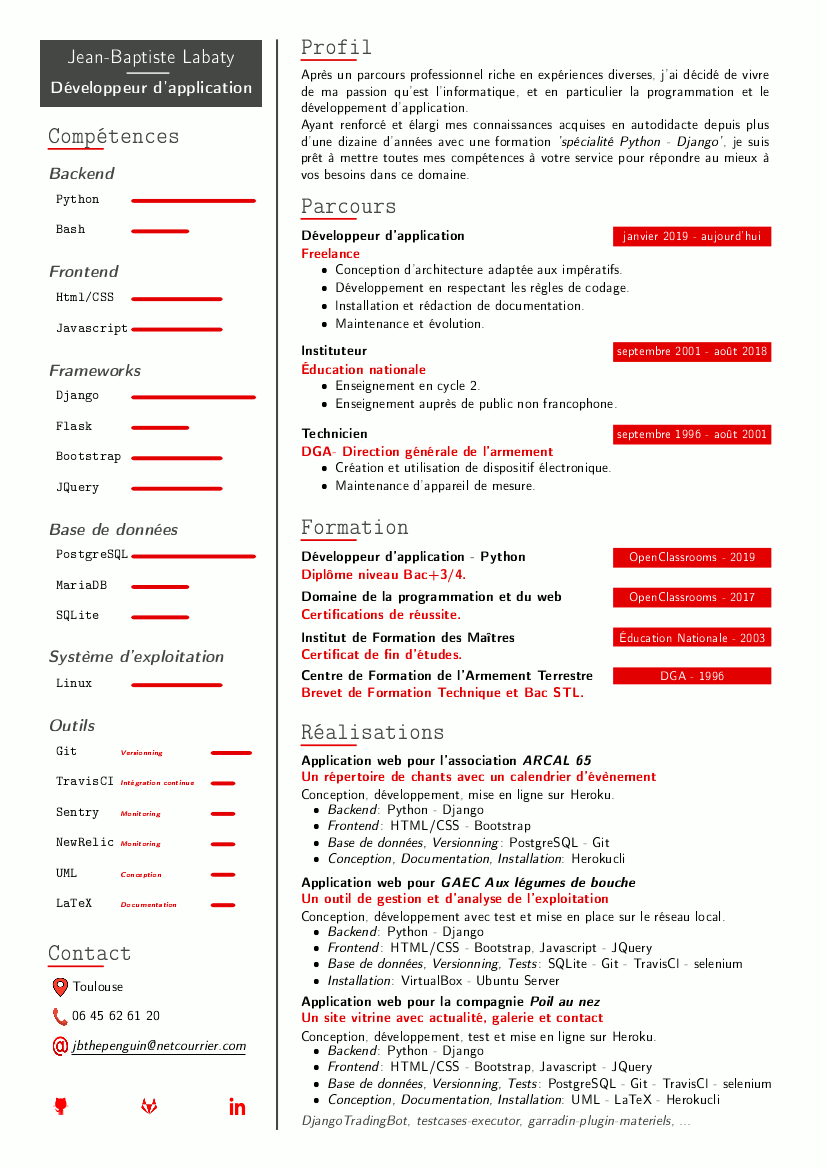 Jean-Baptiste Labaty
Développeur d'application
Compétences
Backend
Python
Bash
Frontend
Html/CSS
Javascript
Frameworks
Django
Flask
Bootstrap
JQuery
Base de données
PostgreSQL
MariaDB
SQLite
Système d'exploitation
Linux
Outils
Git Versionning
TravisCI Intégration continue
Sentry Monitoring
NewRelic Monitoring
UML Conception
LaTeX Documentation
Contact
Toulouse
06 45 62 61 20
@ jbthepenguin@netcourrier.com
in
Profil
Après un parcours professionnel riche en expériences diverses, j'ai décidé de vivre
de ma passion qu'est l'informatique, et en particulier la programmation et le
développement d'application.
Ayant renforcé et élargi mes connaissances acquises en autodidacte depuis plus
d'une dizaine d'années avec une formation 'spécialité Python - Django', je suis
prêt à mettre toutes mes compétences à votre service pour répondre au mieux à
vos besoins dans ce domaine.
Parcours
Développeur d'application janvier 2019 - aujourd'hui
Freelance
• Conception d'architecture adaptée aux impératifs.
• Développement en respectant les règles de codage.
• Installation et rédaction de documentation.
• Maintenance et évolution.
Instituteur septembre 2001 - août 2018
Éducation nationale
• Enseignement en cycle 2.
• Enseignement auprès de public non francophone.
Technicien septembre 1996 - août 2001
DGA- Direction générale de l'armement
• Création et utilisation de dispositif électronique.
• Maintenance d'appareil de mesure.
Formation
Développeur d'application - Python OpenClassrooms - 2019
Diplôme niveau Bac+3/4.
Domaine de la programmation et du web OpenClassrooms - 2017
Certifications de réussite.
Institut de Formation des Maîtres Éducation Nationale - 2003
Certificat de fin d'études.
Centre de Formation de l'Armement Terrestre DGA - 1996
Brevet de Formation Technique et Bac STL.
Réalisations
Application web pour l'association ARCAL 65
Un répertoire de chants avec un calendrier d'évènement
Conception, développement, mise en ligne sur Heroku.
• Backend: Python - Django
• Frontend: HTML/CSS - Bootstrap
• Base de données, Versionning: PostgreSQL - Git
• Conception, Documentation, Installation: Herokucli
Application web pour GAEC Aux légumes de bouche
Un outil de gestion et d'analyse de l'exploitation
Conception, développement avec test et mise en place sur le réseau local.
• Backend: Python - Django
• Frontend: HTML/CSS - Bootstrap, Javascript - JQuery
• Base de données, Versionning, Tests: SQLite - Git - TravisCI - selenium
• Installation: VirtualBox - Ubuntu Server
Application web pour la compagnie Poil au nez
Un site vitrine avec actualité, galerie et contact
Conception, développement, test et mise en ligne sur Heroku.
• Backend: Python - Django
• Frontend: HTML/CSS - Bootstrap, Javascript - JQuery
• Base de données, Versionning, Tests: PostgreSQL - Git - TravisCI - selenium
• Conception, Documentation, Installation: UML - LaTeX - Herokucli
DjangoTradingBot, testcases-executor, garradin-plugin-materiels, ...